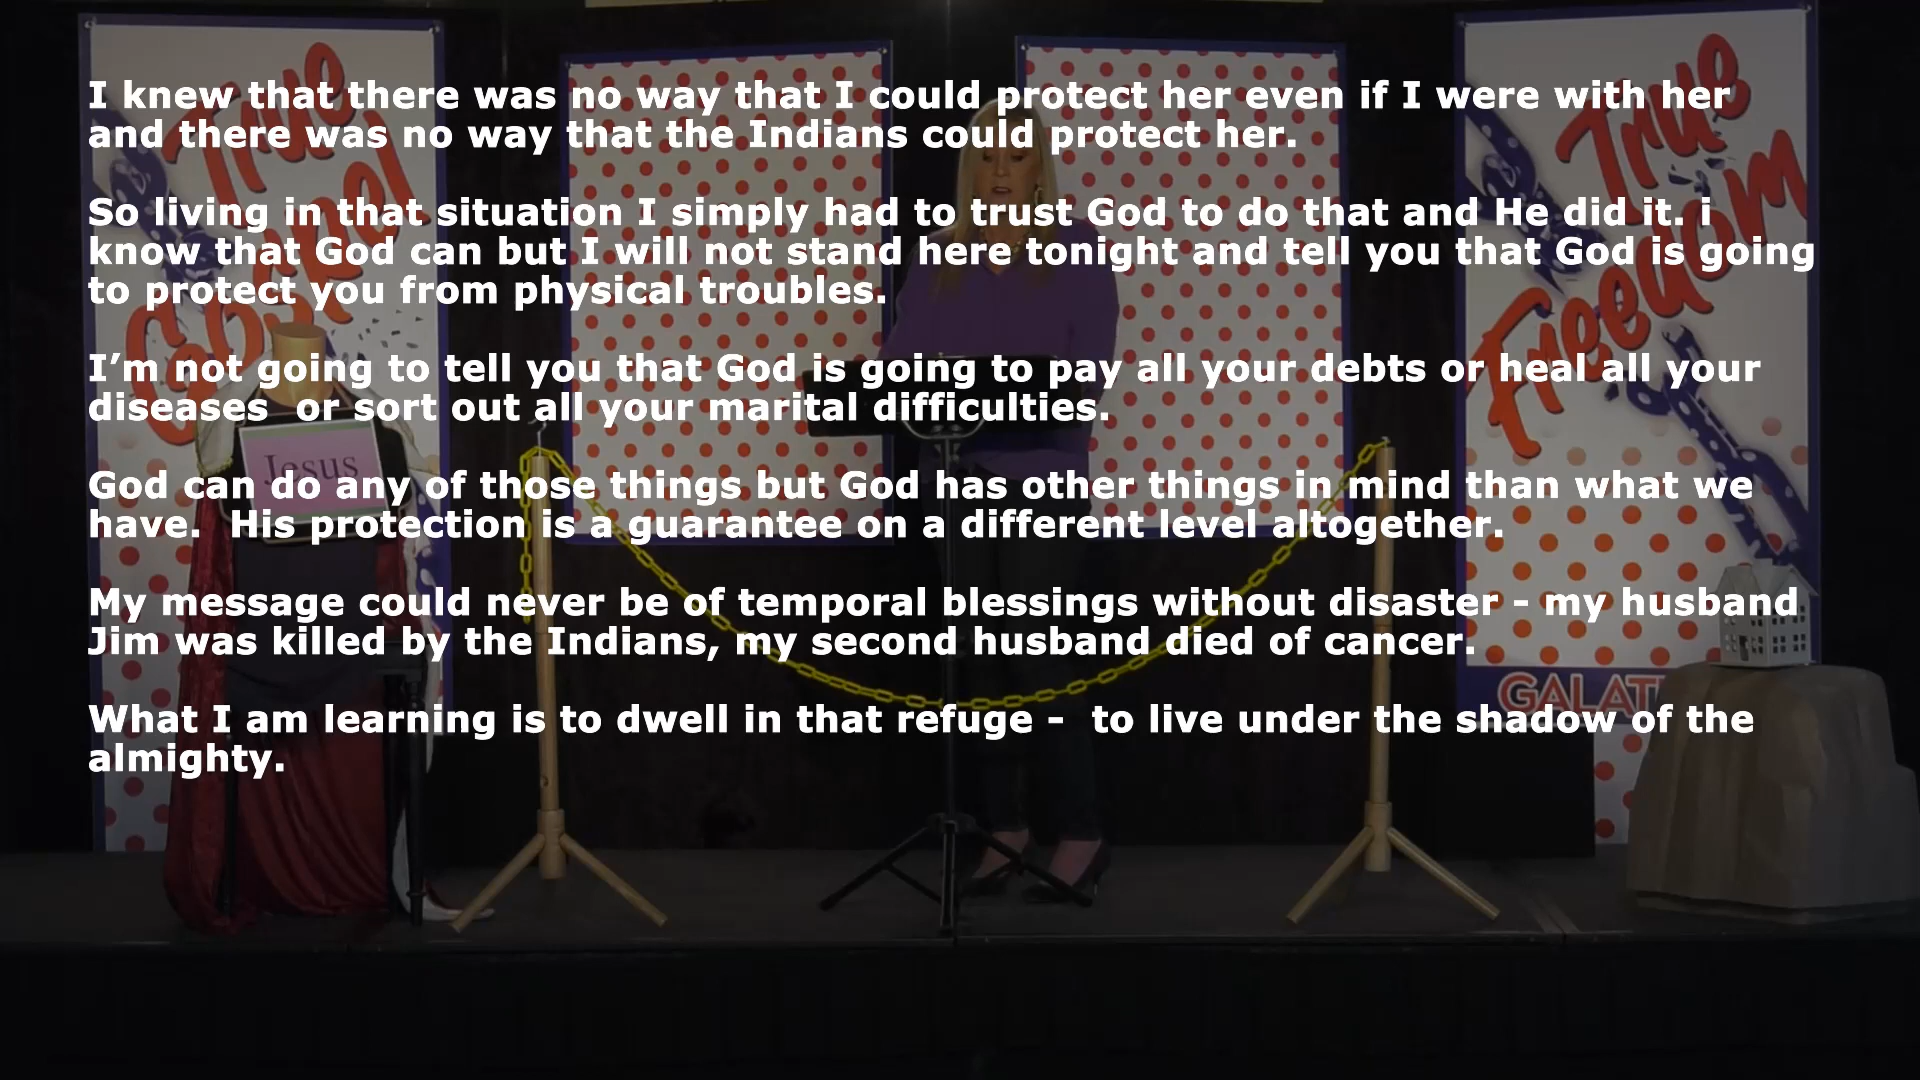 I knew that there was no way that I could protect her even if I were with her
and there was no way that the Indians could protect her.
So living in that situation I simply had to trust God to do that and He did it. i
know that God can but I will not stand here tonight and tell you that God is going
to protect you from physical troubles.
I’m not going to tell you that God is going to pay all your debts or heal all your
diseases  or sort out all your marital difficulties.
God can do any of those things but God has other things in mind than what we
have.  His protection is a guarantee on a different level altogether.
My message could never be of temporal blessings without disaster - my husband
Jim was killed by the Indians, my second husband died of cancer.
What I am learning is to dwell in that refuge -  to live under the shadow of the
almighty.
True
Gospel
Jesus
True
Freedom
GALAT